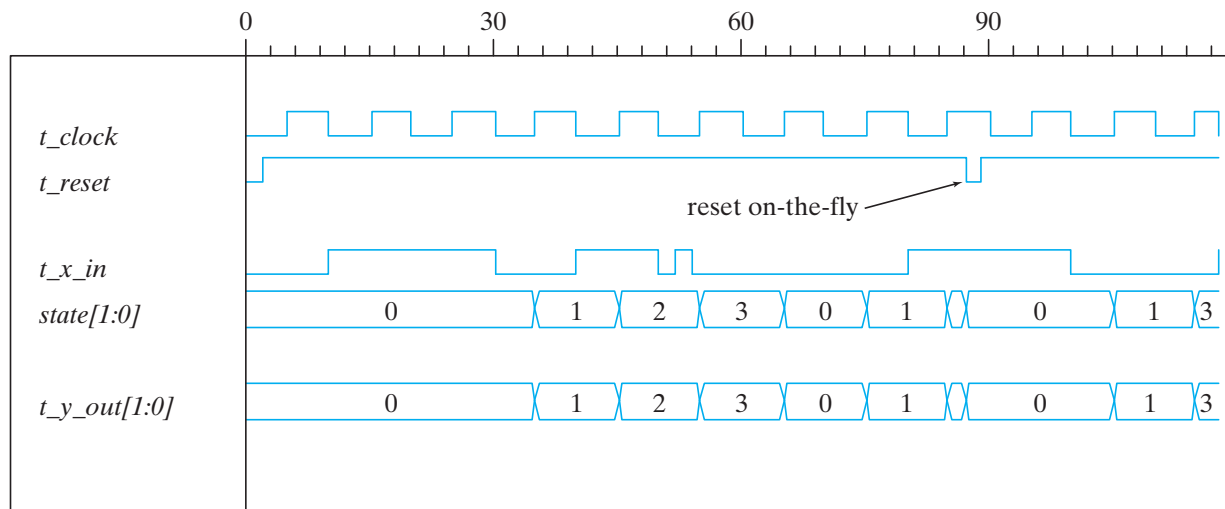 0 30 60 90
t_clock
t_reset
reset on-the-fly
t_x_in
state[1:0] 0 1 2 3 0 1 0 1 3
t_y_out[1:0] 0 1 2 3 0 1 0 1 3